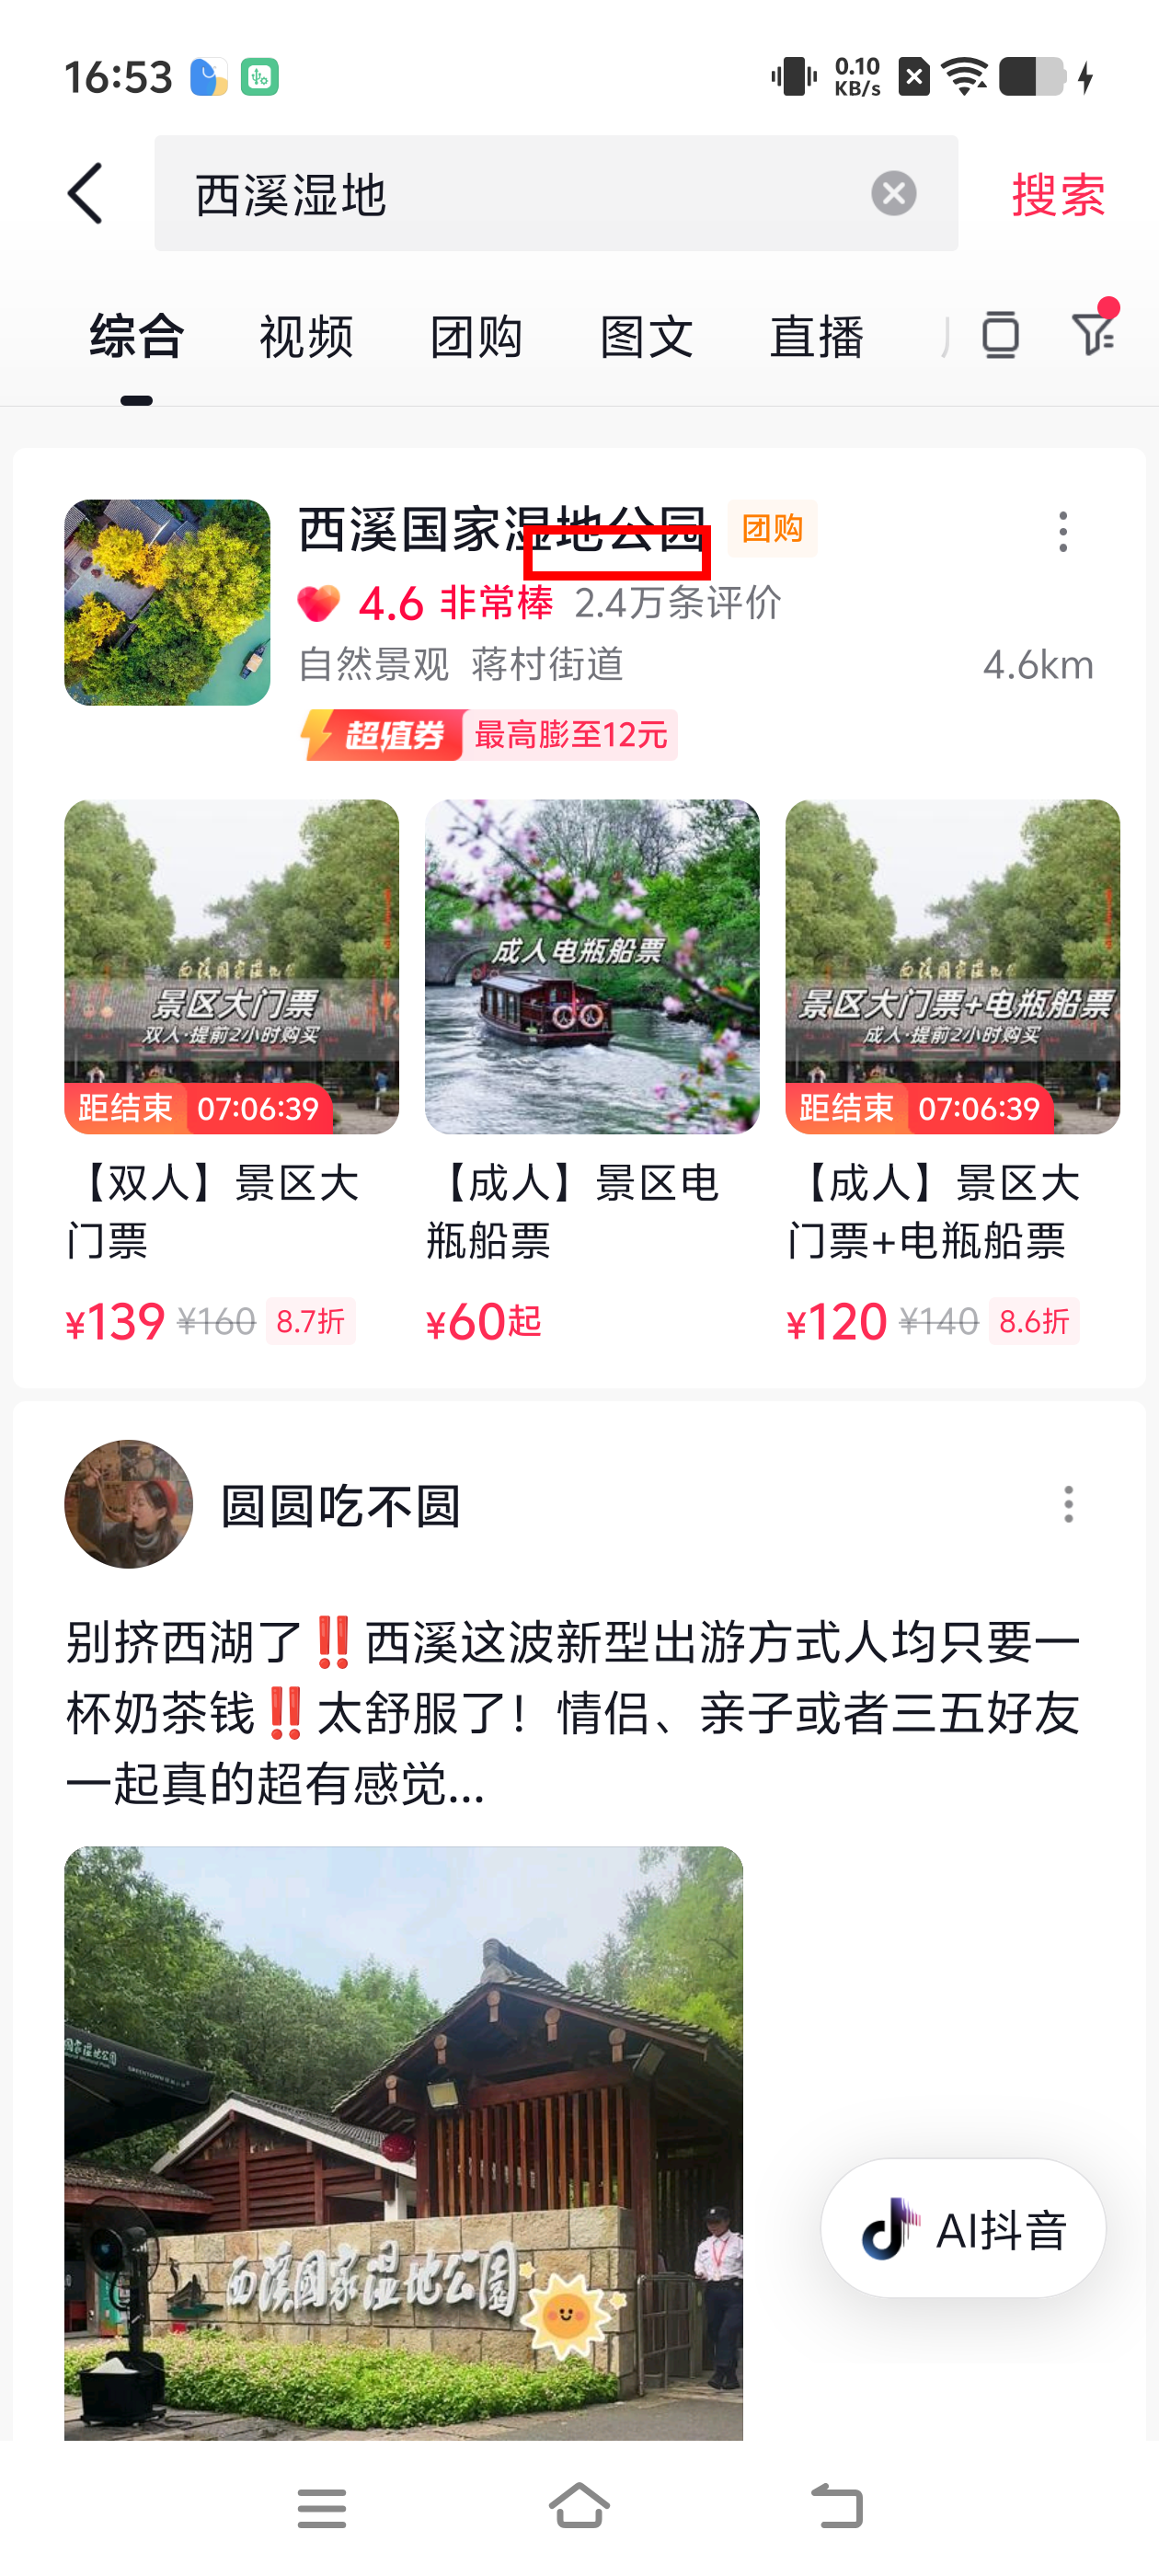 16:53
0.10
KB/s
西溪湿地
搜索
综合 视频 团购 图文 直播
西溪国家湿地公园 团购
4.6 非常棒 2.4万条评价
自然景观 蒋村街道 4.6km
超值券 最高膨至12元
西溪国家湿地公
景区大门票
双人·提前2小时购买
距结束 07:06:39
成人电瓶船票
景区大门票+电瓶船票
成人·提前2小时购买
距结束 07:06:39
【双人】景区大
门票
¥139 ¥160 8.7折
【成人】景区电
瓶船票
¥60起
【成人】景区大
门票+电瓶船票
¥120 ¥140 8.6折
圆圆吃不圆
别挤西湖了‼️西溪这波新型出游方式人均只要一
杯奶茶钱‼️太舒服了！情侣、亲子或者三五好友
一起真的超有感觉...
西溪國家湿地公園
AI抖音